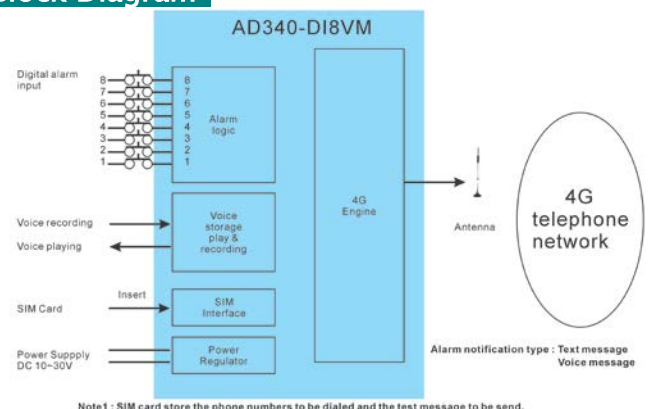 Block Diagram
AD340-DI8VM
Digital alarm
input
8
7
6
5
4
3
2
1
8
7
6
5
4
3
2
1
Alarm
logic
Voice recording
Voice playing
Voice
storage
play &
recording
SIM Card
Insert
SIM
Interface
Power Suppply
DC 10~30V
Power
Regulator
4G
Engine
Antenna
4G
telephone
network
Alarm notification type : Text message
Voice message
Note1 : SIM card store the phone numbers to be dialed and the test message to be send.